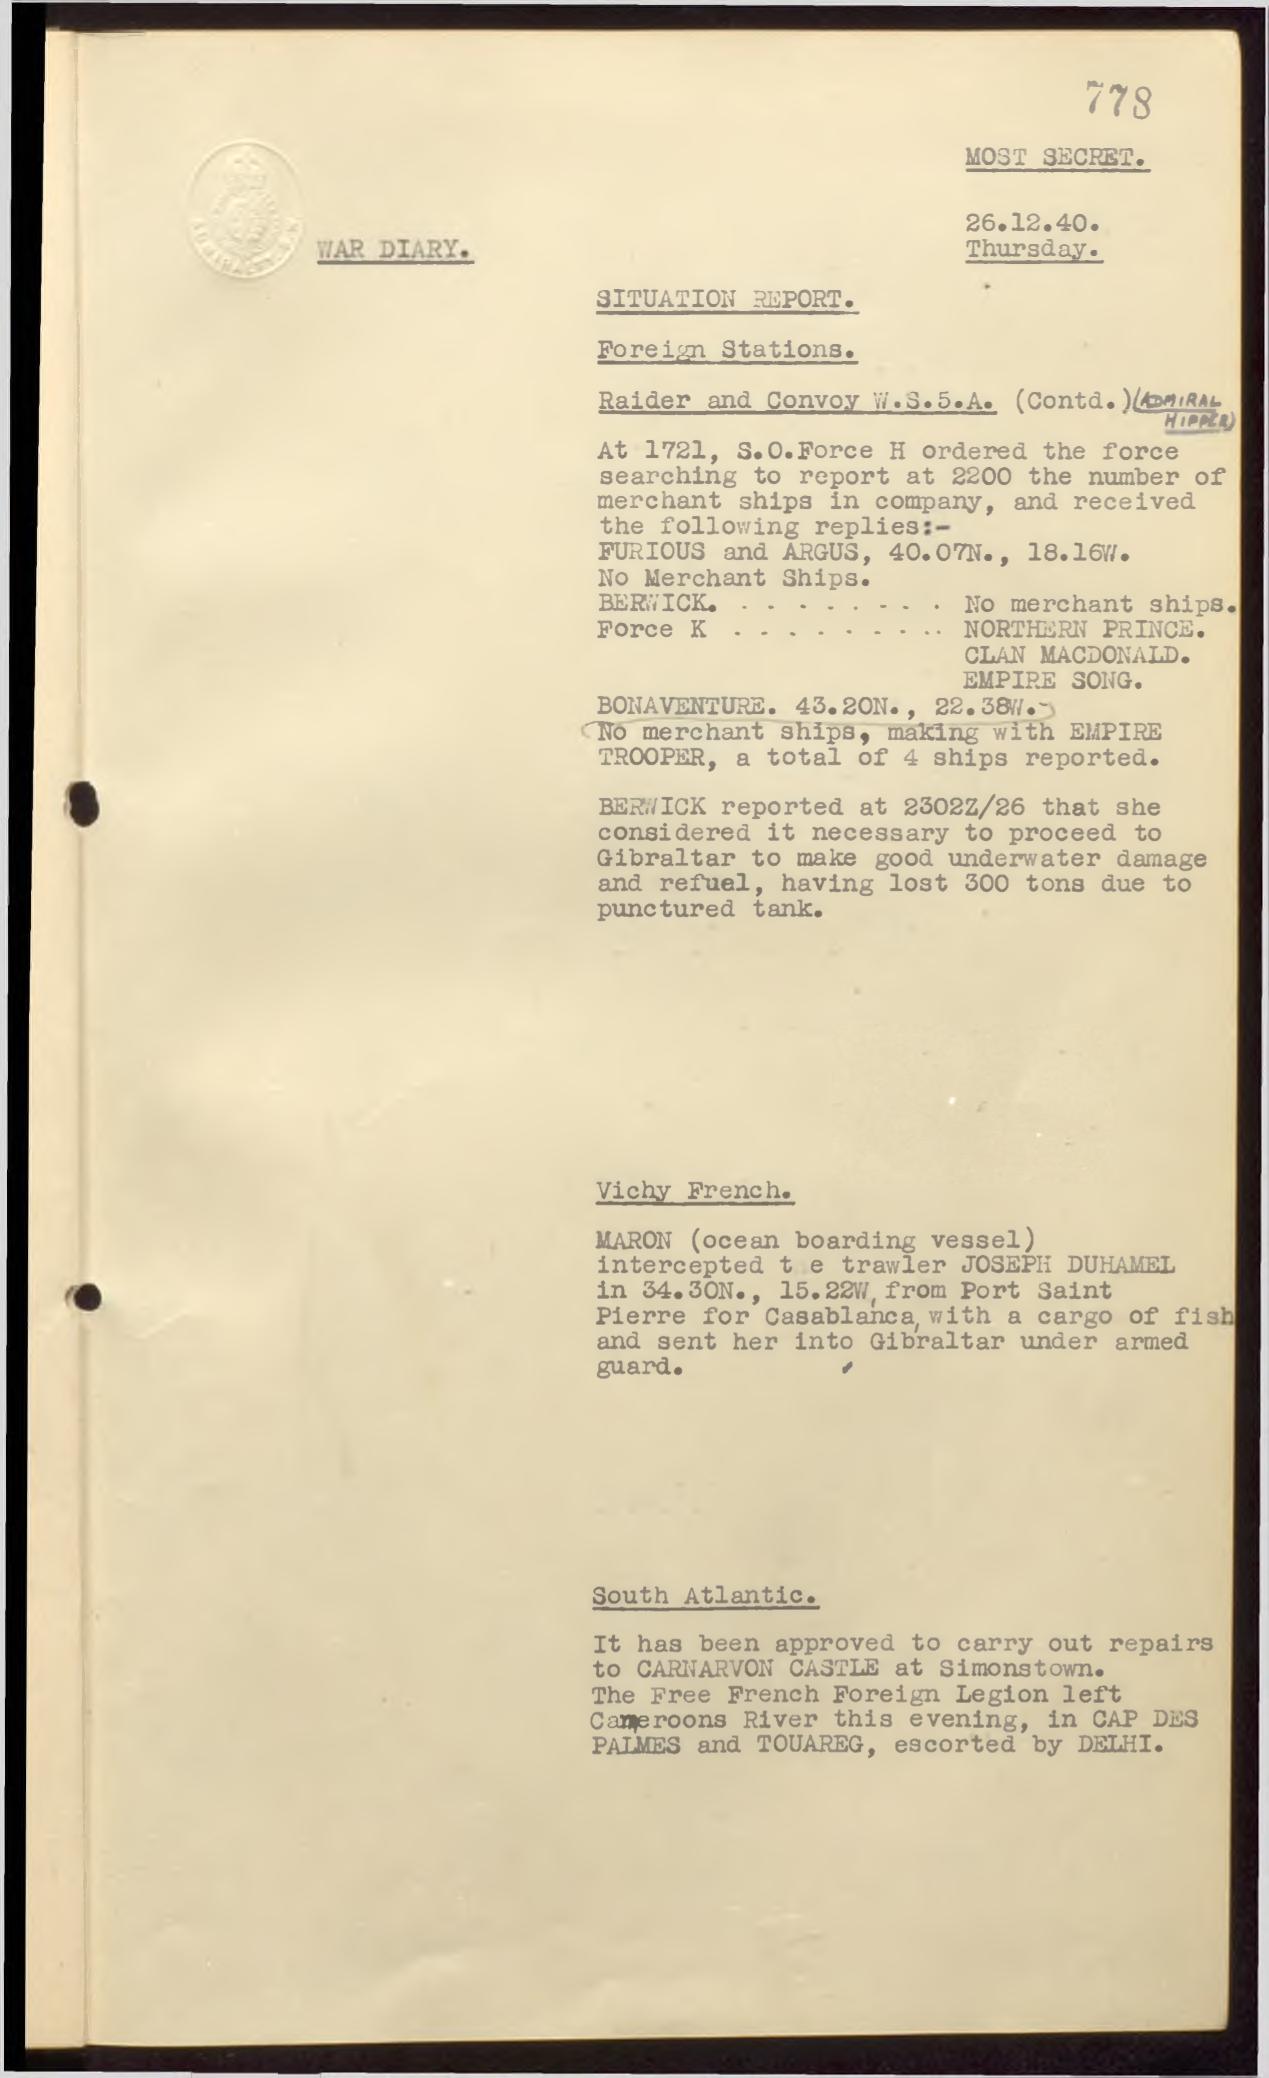 778
MOST SECRET.
26.12.40.
Thursday.
WAR DIARY.
SITUATION REPORT.
Foreign Stations.
Raider and Convoy W.S.5.A. (Contd.) (ADMIRAL
HIPPER)
At 1721, S.O.Force H ordered the force
searching to report at 2200 the number of
merchant ships in company, and received
the following replies:-
FURIOUS and ARGUS, 40.07N., 18.16W.
No Merchant Ships.
BERWICK. . . . . . . . . No merchant ships.
Force K . . . . . . . . .. NORTHERN PRINCE.
CLAN MACDONALD.
EMPIRE SONG.
BONAVENTURE. 43.20N., 22.38W.-
No merchant ships, making with EMPIRE
TROOPER, a total of 4 ships reported.
BERWICK reported at 2302Z/26 that she
considered it necessary to proceed to
Gibraltar to make good underwater damage
and refuel, having lost 300 tons due to
punctured tank.
Vichy French.
MARON (ocean boarding vessel)
intercepted t e trawler JOSEPH DUHAMEL
in 34.30N., 15.22W, from Port Saint
Pierre for Casablanca, with a cargo of fish
and sent her into Gibraltar under armed
guard.
South Atlantic.
It has been approved to carry out repairs
to CARNARVON CASTLE at Simonstown.
The Free French Foreign Legion left
Cameroons River this evening, in CAP DES
PALMES and TOUAREG, escorted by DELHI.